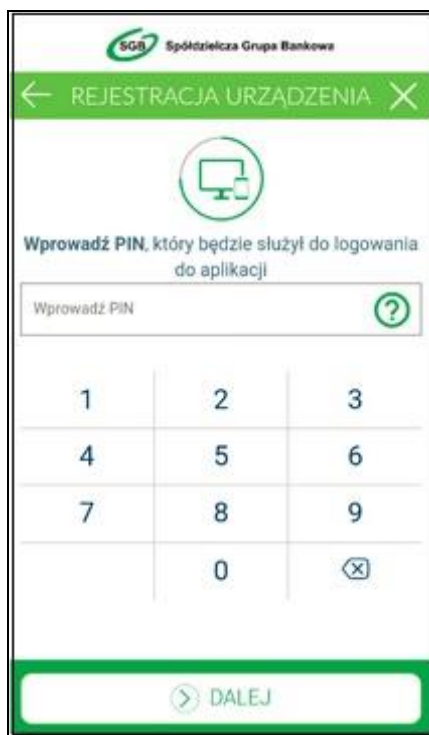 SGB Spółdzielcza Grupa Bankowa
REJESTRACJA URZĄDZENIA
Wprowadź PIN, który będzie służył do logowania
do aplikacji
Wprowadź PIN
?
1 2 3
4 5 6
7 8 9
0
DALEJ